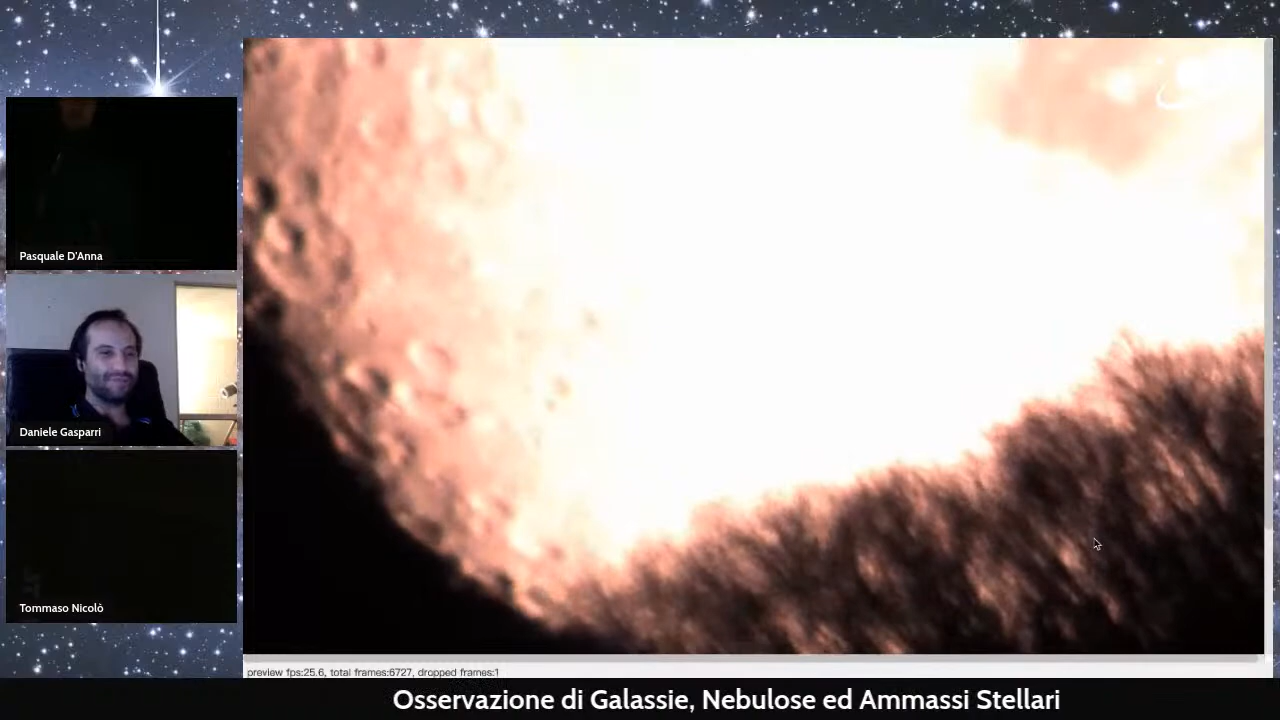 Pasquale D'Anna
Daniele Gasparri
Tommaso Nicolò
preview fps:25.6, total frames:6727, dropped frames:1
Osservazione di Galassie, Nebulose ed Ammassi Stellari